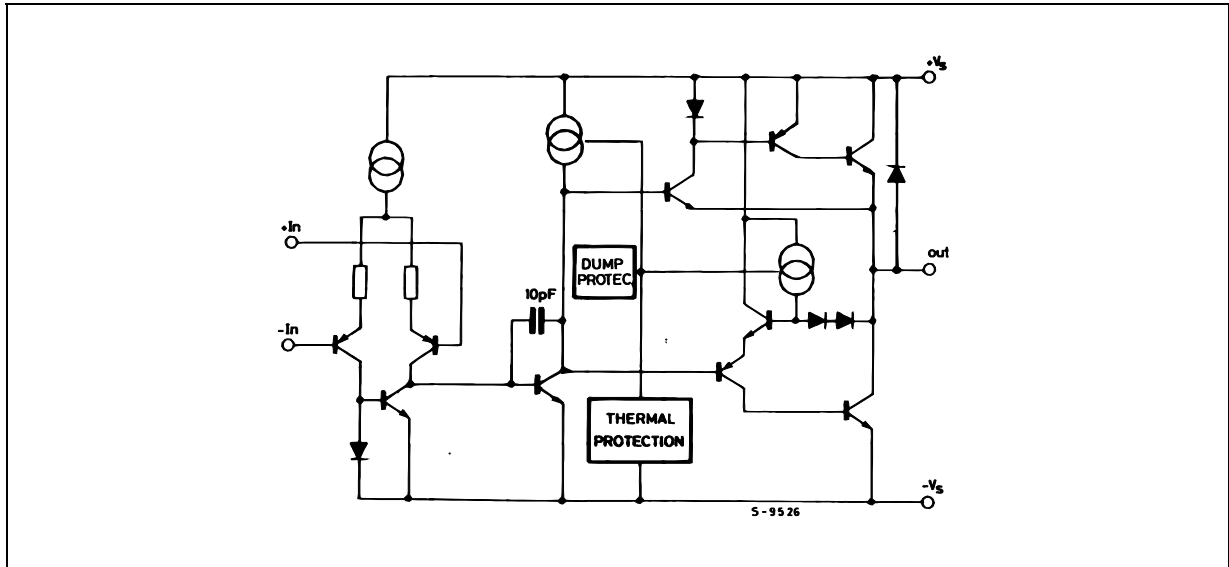 +Vs
+In
out
DUMP
PROTEC.
10pF
-In
THERMAL
PROTECTION
-Vs
S-9526